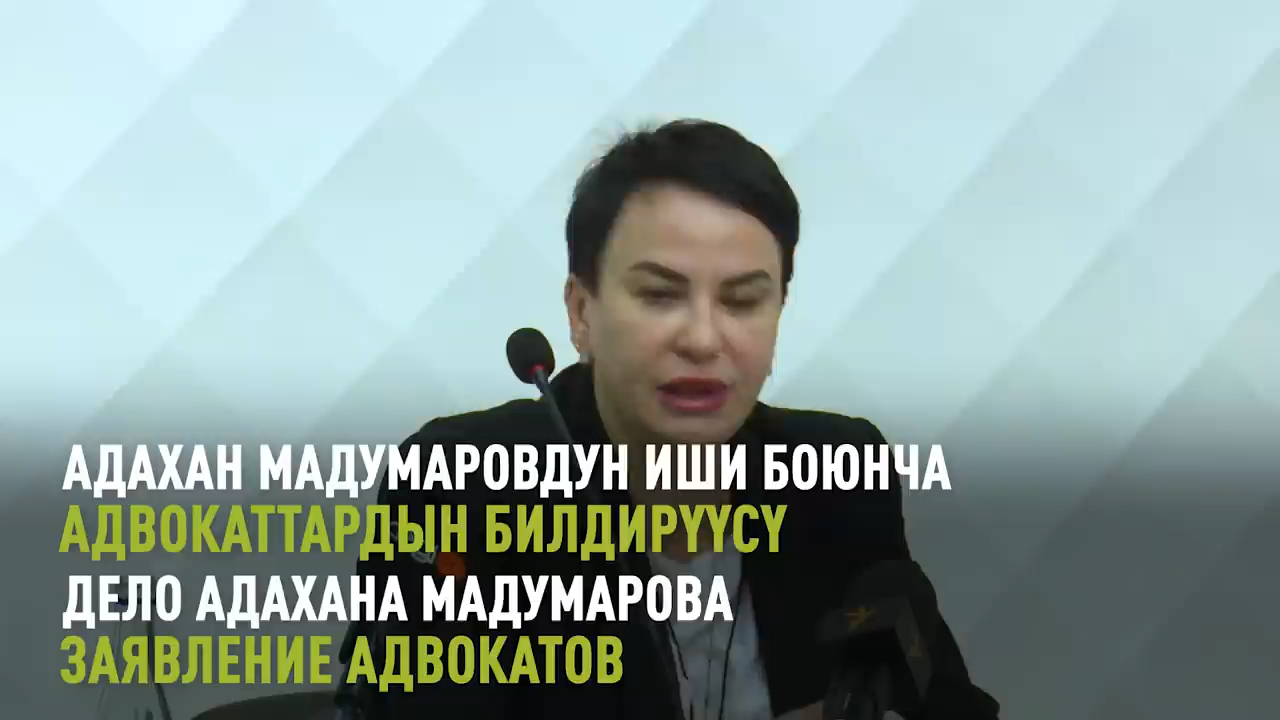 АДАХАН МАДУМАРОВДУН ИШИ БОЮНЧА
АДВОКАТТАРДЫН БИЛДИРҮҮСҮ
ДЕЛО АДАХАНА МАДУМАРОВА
ЗАЯВЛЕНИЕ АДВОКАТОВ